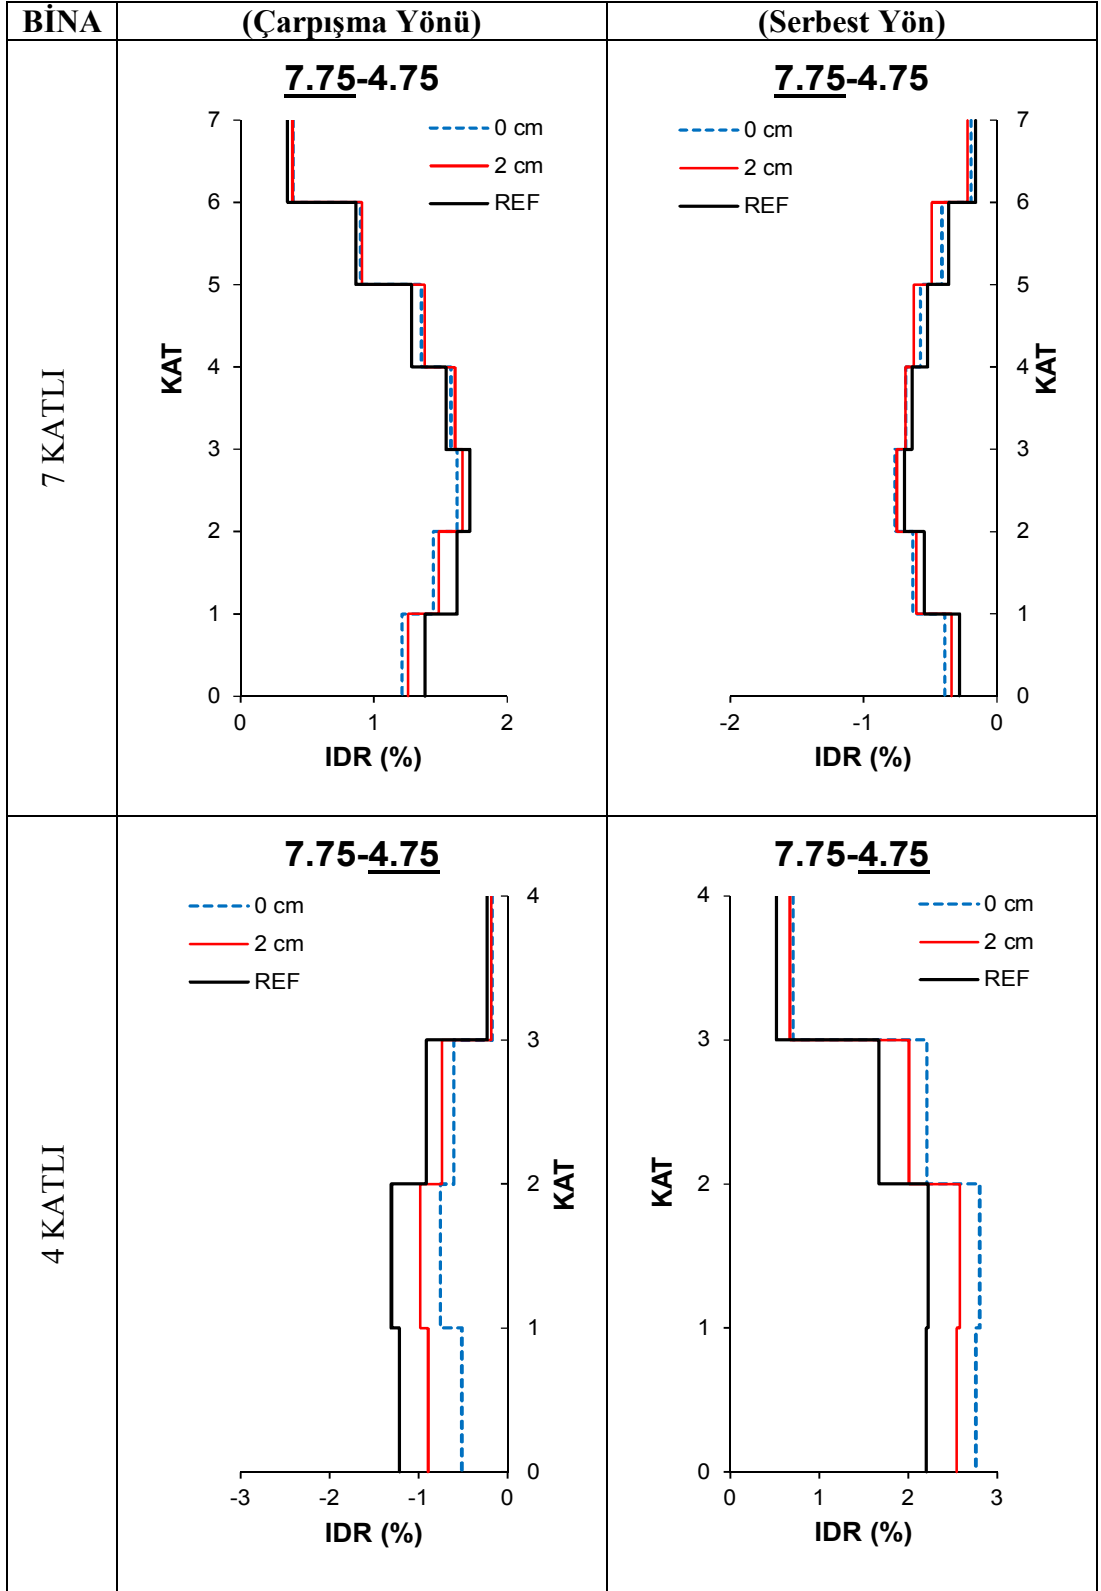 BİNA
(Çarpışma Yönü)
(Serbest Yön)
7 KATLI
7.75-4.75
0 cm
2 cm
REF
7
6
5
4
3
2
1
0
KAT
0 1 2
IDR (%)
7.75-4.75
0 cm
2 cm
REF
7
6
5
4
3
2
1
0
KAT
-2 -1 0
IDR (%)
4 KATLI
7.75-4.75
0 cm
2 cm
REF
4
3
2
1
0
KAT
-3 -2 -1 0
IDR (%)
7.75-4.75
0 cm
2 cm
REF
4
3
2
1
0
KAT
0 1 2 3
IDR (%)